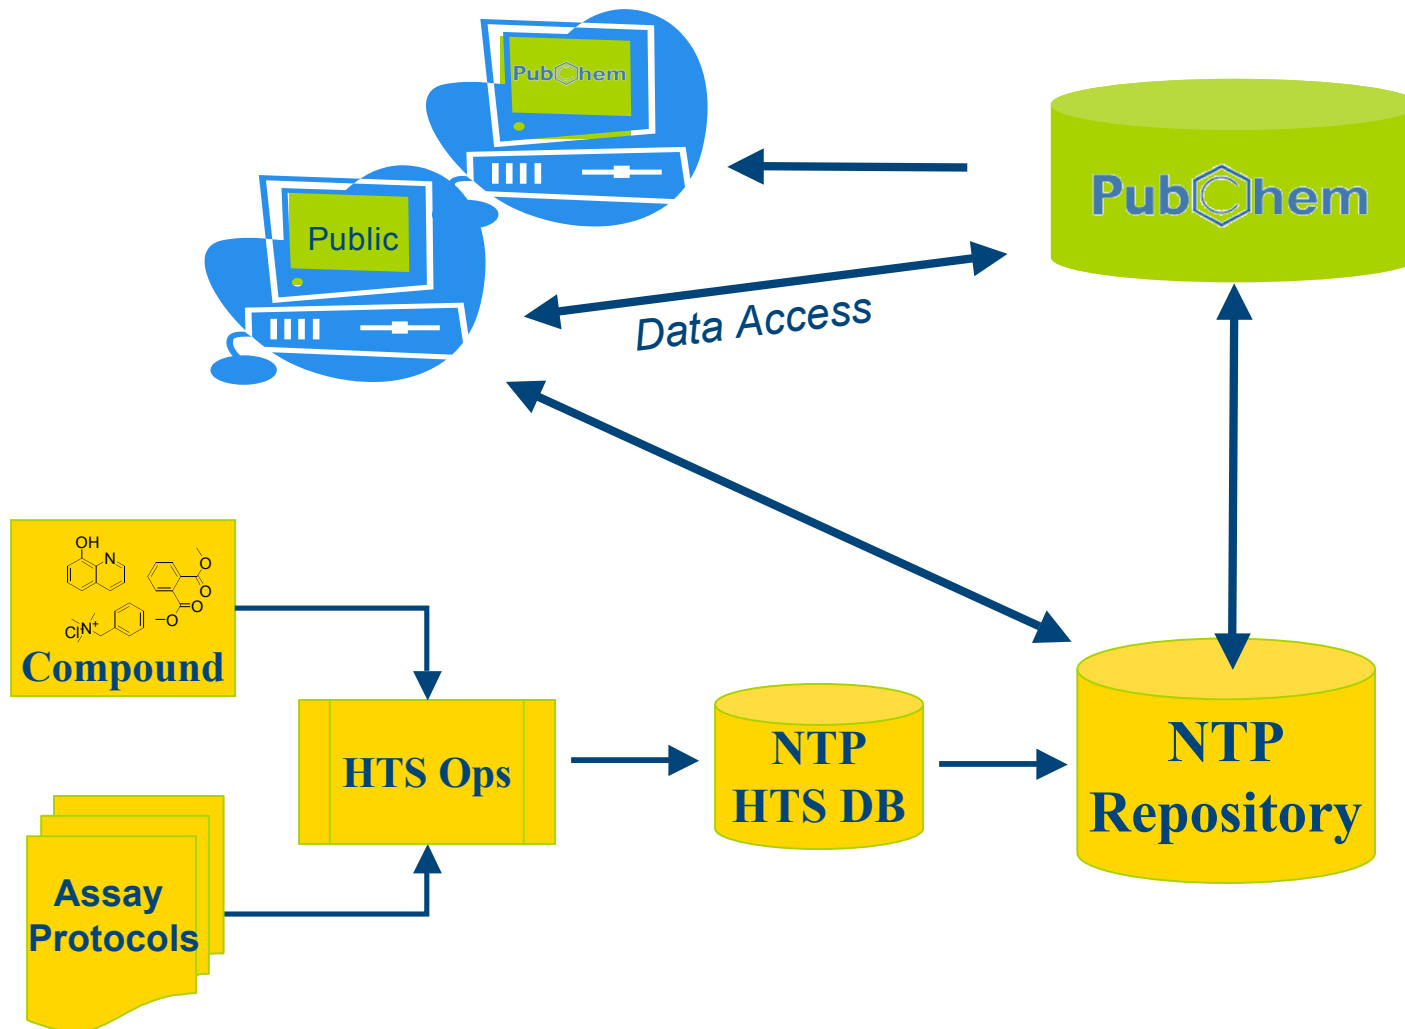 PubChem
PubChem
Public
Data Access
OH
N
O
O
O
O
Cl N+
Compound
HTS Ops
NTP
HTS DB
NTP
Repository
Assay
Protocols